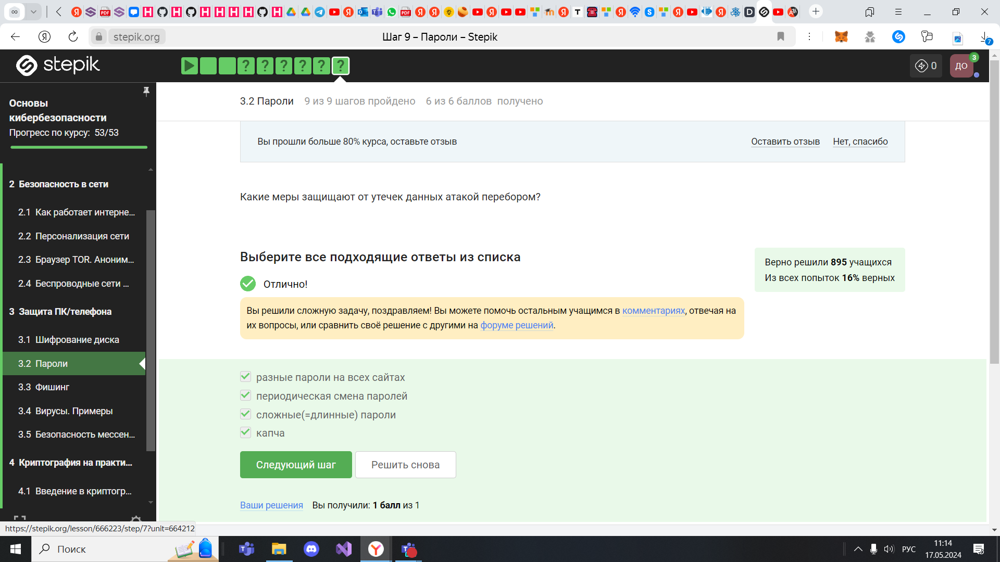 stepik.org
Шаг 9 – Пароли – Stepik
7
stepik
?
?
?
?
?
?
0
ДО
3
Основы
кибербезопасности
Прогресс по курсу: 53/53
2 Безопасность в сети
2.1 Как работает интерне...
2.2 Персонализация сети
2.3 Браузер TOR. Аноним...
2.4 Беспроводные сети ...
3 Защита ПК/телефона
3.1 Шифрование диска
3.2 Пароли
3.3 Фишинг
3.4 Вирусы. Примеры
3.5 Безопасность мессен...
4 Криптография на практи...
4.1 Введение в криптогр...
3.2 Пароли 9 из 9 шагов пройдено 6 из 6 баллов получено
Вы прошли больше 80% курса, оставьте отзыв
Оставить отзыв
Нет, спасибо
Какие меры защищают от утечек данных атакой перебором?
Выберите все подходящие ответы из списка
Отлично!
Вы решили сложную задачу, поздравляем! Вы можете помочь остальным учащимся в комментариях, отвечая на
их вопросы, или сравнить своё решение с другими на форуме решений.
Верно решили 895 учащихся
Из всех попыток 16% верных
разные пароли на всех сайтах
периодическая смена паролей
сложные(=длинные) пароли
капча
Следующий шаг
Решить снова
Ваши решения Вы получили: 1 балл из 1
https://stepik.org/lesson/666223/step/7?unit=664212
Поиск
РУС
11:14
17.05.2024